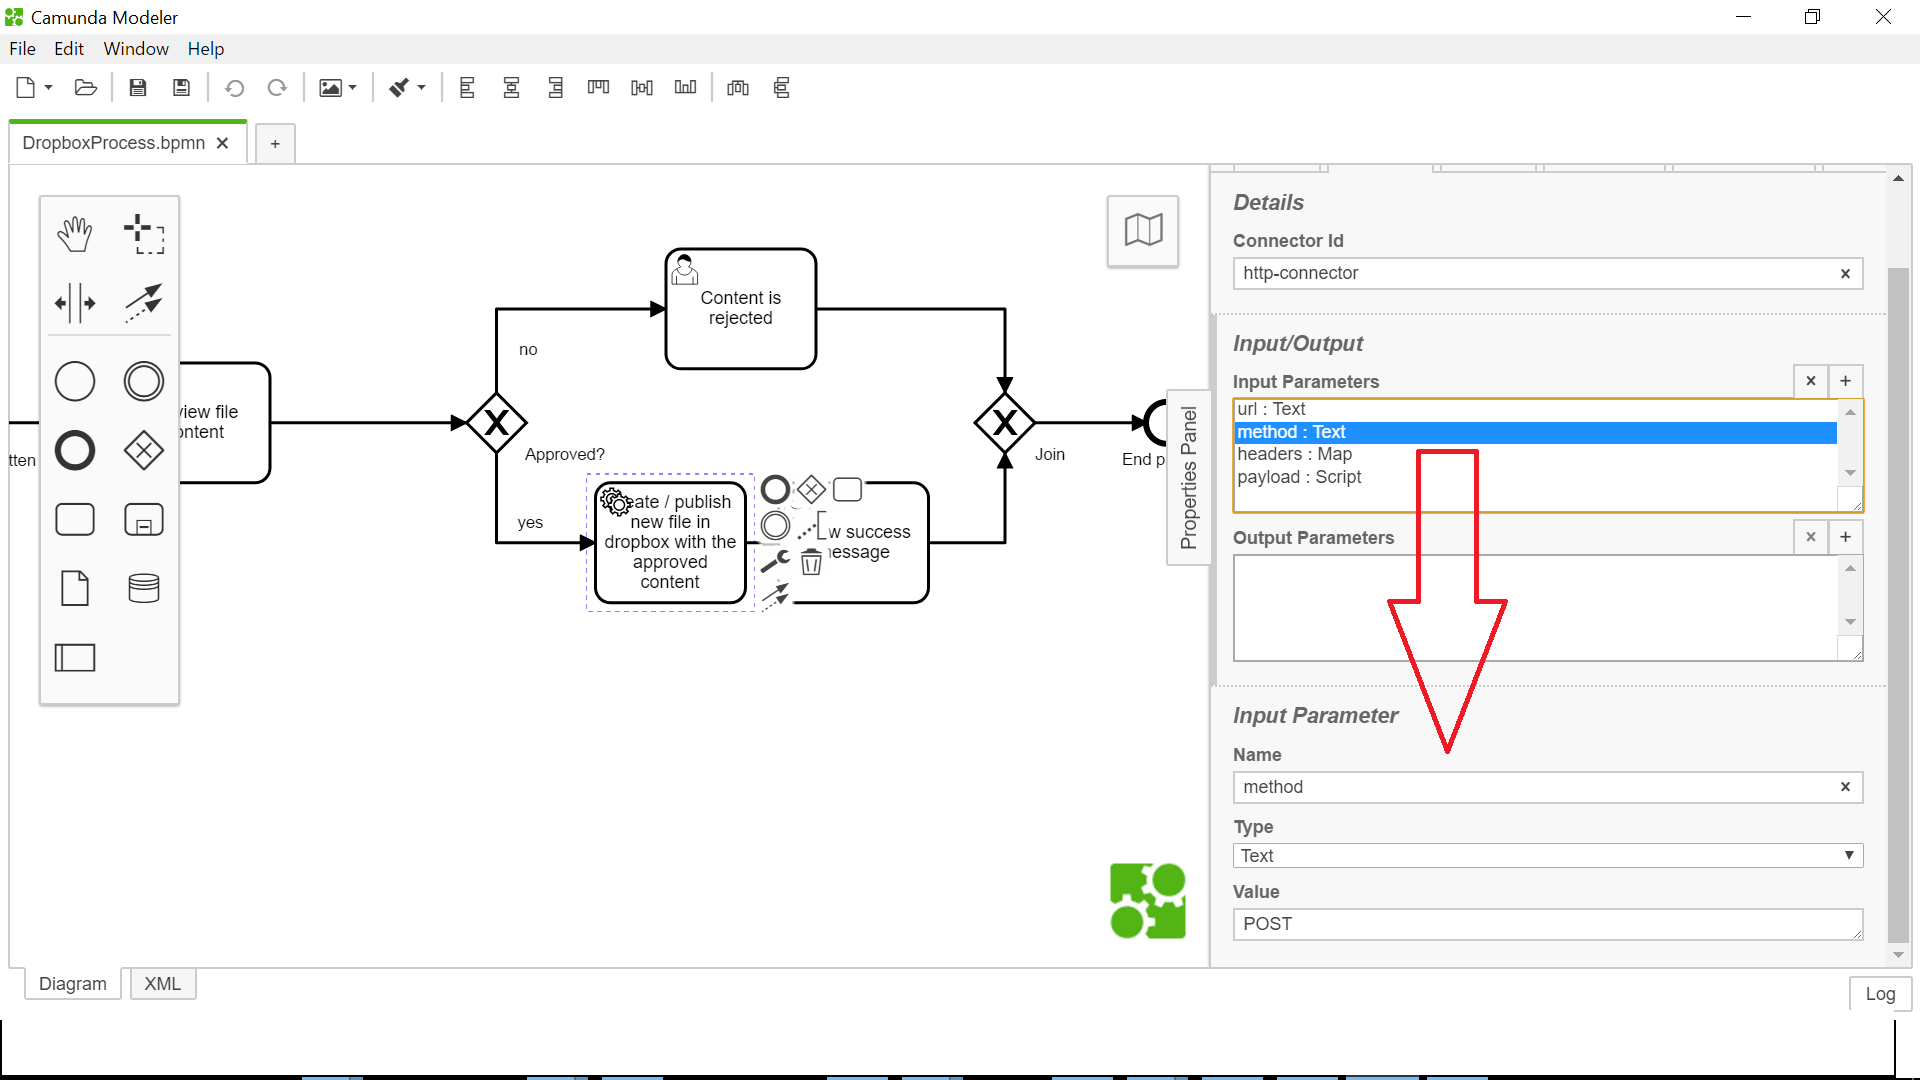 Camunda Modeler
File Edit Window Help
DropboxProcess.bpmn × +
view file
ontent
tten
Approved?
no
yes
Content is
rejected
eate / publish
new file in
dropbox with the
approved
content
w success
nessage
Join
End p
Properties Panel
Details
Connector Id
http-connector ×
Input/Output
Input Parameters × +
url : Text
method : Text
headers : Map
payload : Script
Output Parameters × +
Input Parameter
Name
method ×
Type
Text
Value
POST
Diagram XML
Log